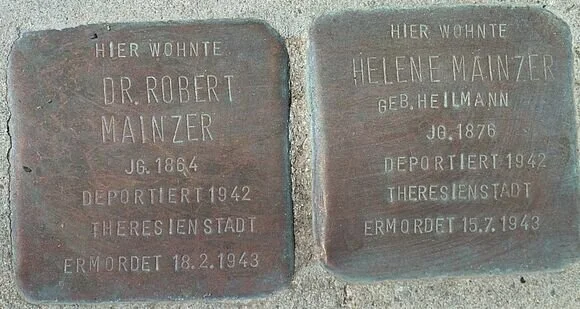 HIER WOHNTE
DR. ROBERT
MAINZER
JG. 1864
DEPORTIERT 1942
THERESIENSTADT
ERMORDET 18.2.1943
HIER WOHNTE
HELENE MAINZER
GEB. HEILMANN
JG. 1876
DEPORTIERT 1942
THERESIENSTADT
ERMORDET 15.7.1943